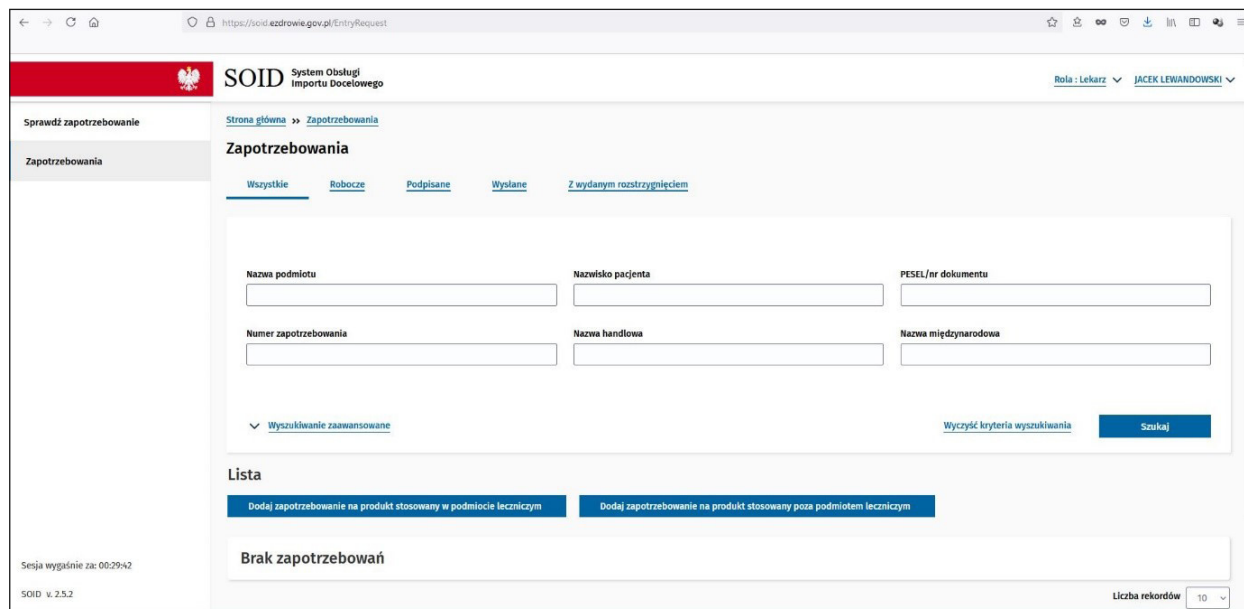 https://soid.ezdrowie.gov.pl/EntryRequest
SOID System Obsługi
Importu Docelowego
Rola : Lekarz JACEK LEWANDOWSKI
Sprawdź zapotrzebowanie
Zapotrzebowania
Strona główna » Zapotrzebowania
Zapotrzebowania
Wszystkie Robocze Podpisane Wysłane Z wydanym rozstrzygnięciem
Nazwa podmiotu Nazwisko pacjenta PESEL/nr dokumentu
Numer zapotrzebowania Nazwa handlowa Nazwa międzynarodowa
Wyszukiwanie zaawansowane Wyczyść kryteria wyszukiwania Szukaj
Lista
Dodaj zapotrzebowanie na produkt stosowany w podmiocie leczniczym Dodaj zapotrzebowanie na produkt stosowany poza podmiotem leczniczym
Brak zapotrzebowań
Sesja wygaśnie za: 00:29:42
SOID v. 2.5.2
Liczba rekordów 10